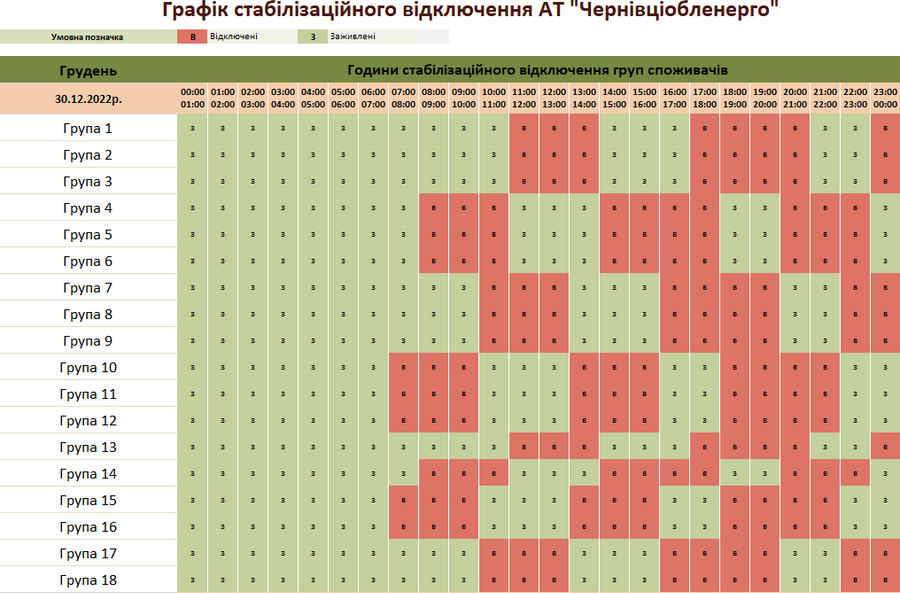 Графік стабілізаційного відключення АТ "Чернівціобленерго"
Умовна позначка В Відключені З Заживлені
Грудень Години стабілізаційного відключення груп споживачів
30.12.2022р. 00:00 01:00 02:00 03:00 04:00 05:00 06:00 07:00 08:00 09:00 10:00 11:00 12:00 13:00 14:00 15:00 16:00 17:00 18:00 19:00 20:00 21:00 22:00 23:00
01:00 02:00 03:00 04:00 05:00 06:00 07:00 08:00 09:00 10:00 11:00 12:00 13:00 14:00 15:00 16:00 17:00 18:00 19:00 20:00 21:00 22:00 23:00 00:00
Група 1 з з з з з з з з з з з в в в з з з в в в в з з в
Група 2 з з з з з з з з з з з в в в з з з в в в в з з в
Група 3 з з з з з з з з з з з в в в з з з в в в в з з в
Група 4 з з з з з з з з в в в з з з в в в в з з в в в з
Група 5 з з з з з з з з в в в з з з в в в в з з в в в з
Група 6 з з з з з з з з в в в з з з в в в в з з в в в з
Група 7 з з з з з з з з з з в в в з з з в в в в з з в в
Група 8 з з з з з з з з з з в в в з з з в в в в з з в в
Група 9 з з з з з з з з з з в в в з з з в в в в з з в в
Група 10 з з з з з з з в в в з з з в в в з з в в в в з з
Група 11 з з з з з з з в в в з з з в в в з з в в в в з з
Група 12 з з з з з з з в в в з з з в в в з з в в в в з з
Група 13 з з з з з з з з з з з в в в з з з в в в в з з в
Група 14 з з з з з з з з в в в з з з в в в в з з в в в з
Група 15 з з з з з з з в в в з з з в в в з з в в в в з з
Група 16 з з з з з з з в в в з з з в в в з з в в в в з з
Група 17 з з з з з з з з з з в в в з з з в в в в з з в в
Група 18 з з з з з з з з з з в в в з з з в в в в з з в в